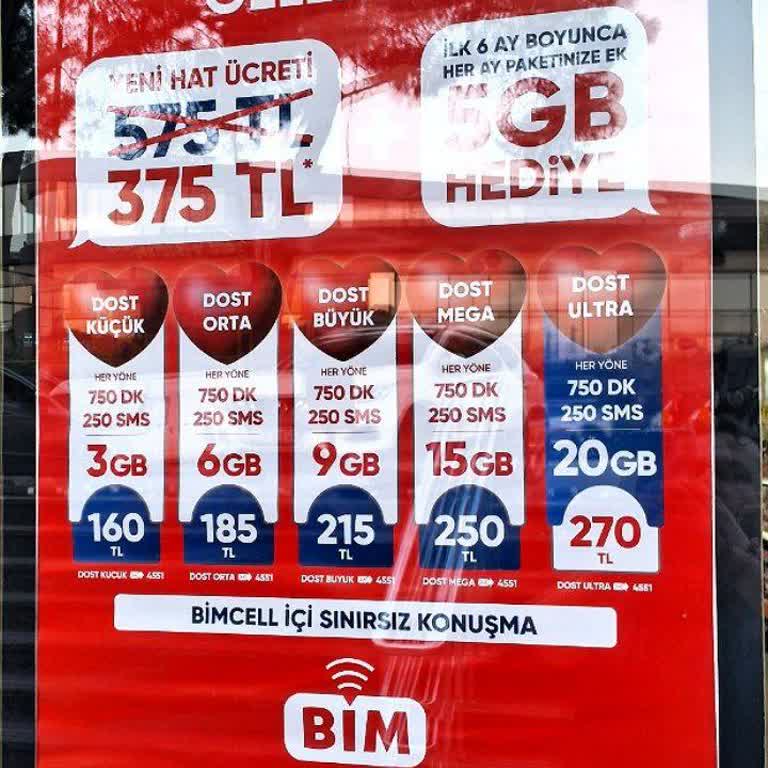 YENİ HAT ÜCRETİ
575 TL
375 TL*
İLK 6 AY BOYUNCA
HER AY PAKETİNİZE EK
5GB
HEDİYE
DOST
KÜÇÜK
HER YÖNE
750 DK
250 SMS
3GB
160
TL
DOST KUCUK 4551
DOST
ORTA
HER YÖNE
750 DK
250 SMS
6GB
185
TL
DOST ORTA 4551
DOST
BÜYÜK
HER YÖNE
750 DK
250 SMS
9GB
215
TL
DOST BUYUK 4551
DOST
MEGA
HER YÖNE
750 DK
250 SMS
15GB
250
TL
DOST MEGA 4551
DOST
ULTRA
HER YÖNE
750 DK
250 SMS
20GB
270
TL
DOST ULTRA 4551
BİMCELL İÇİ SINIRSIZ KONUŞMA
BİM